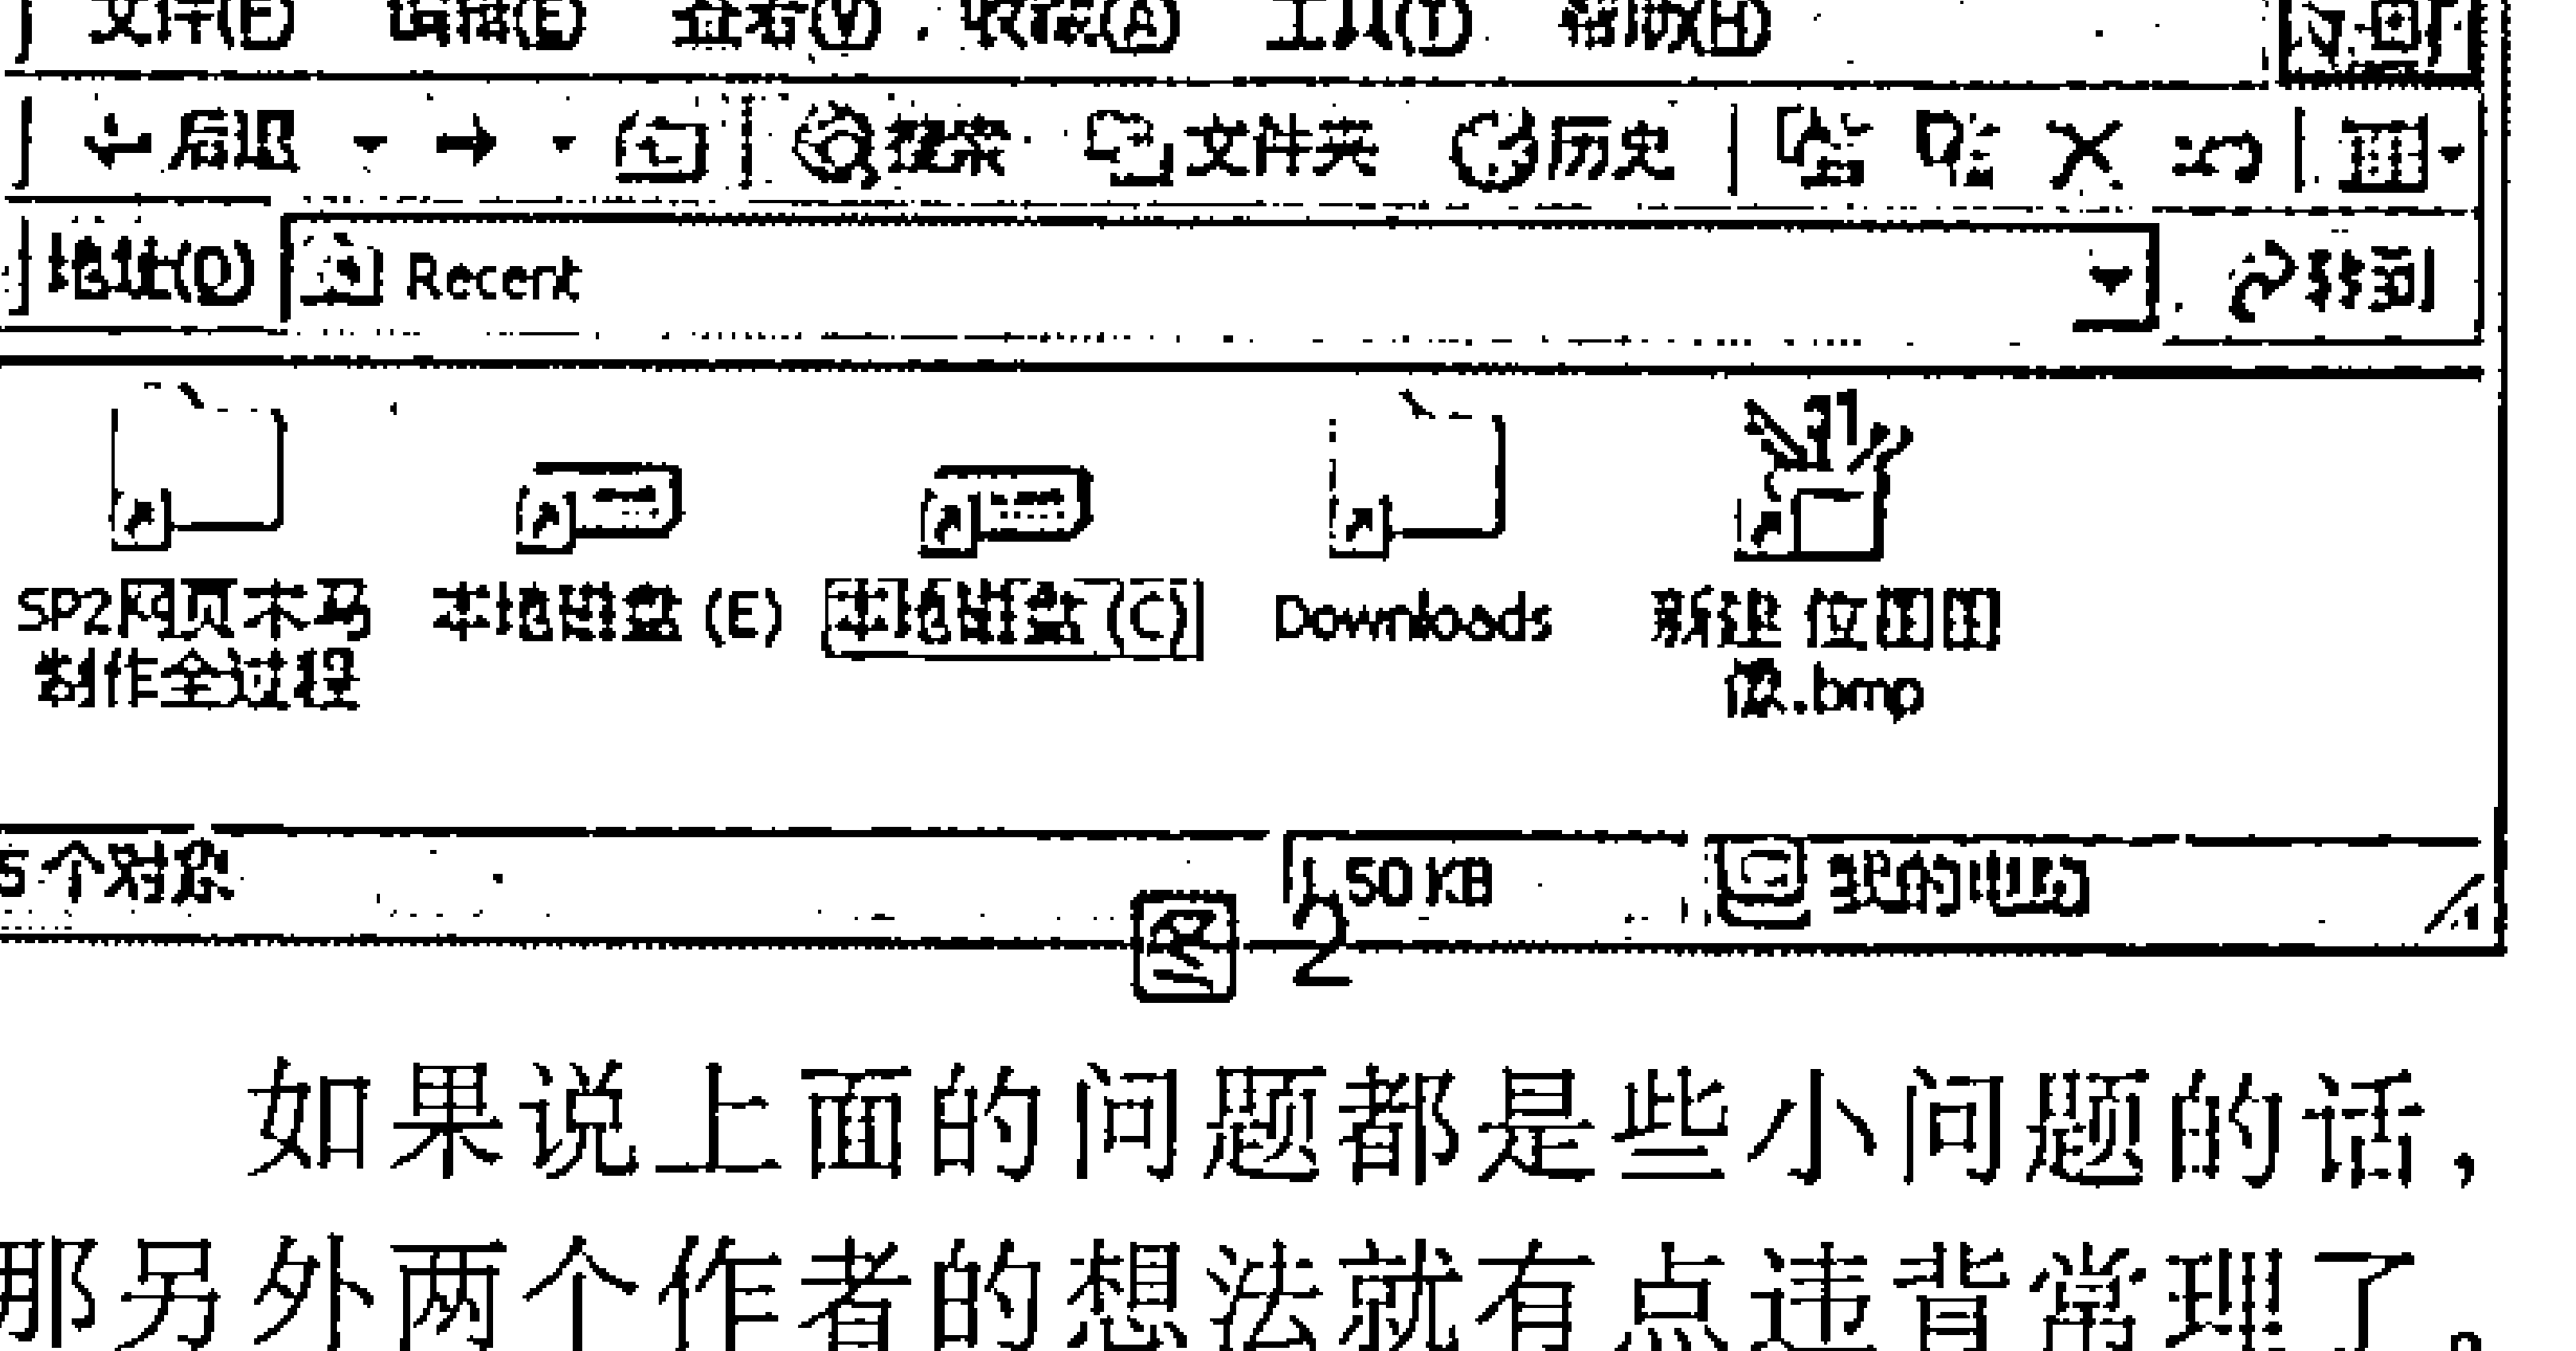 文件(F) 编辑(E) 查看(V) 收藏(A) 工具(T) 帮助(H)
后退 搜索 文件夹 历史
地址(D) Recent 转到
SP2网页木马制作全过程
本地磁盘 (E)
本地磁盘 (C)
Downloads
新建 位图图像.bmp
5 个对象 1.50 KB 我的电脑
图 2
如果说上面的问题都是些小问题的话，
那另外两个作者的想法就有点违背常理了。